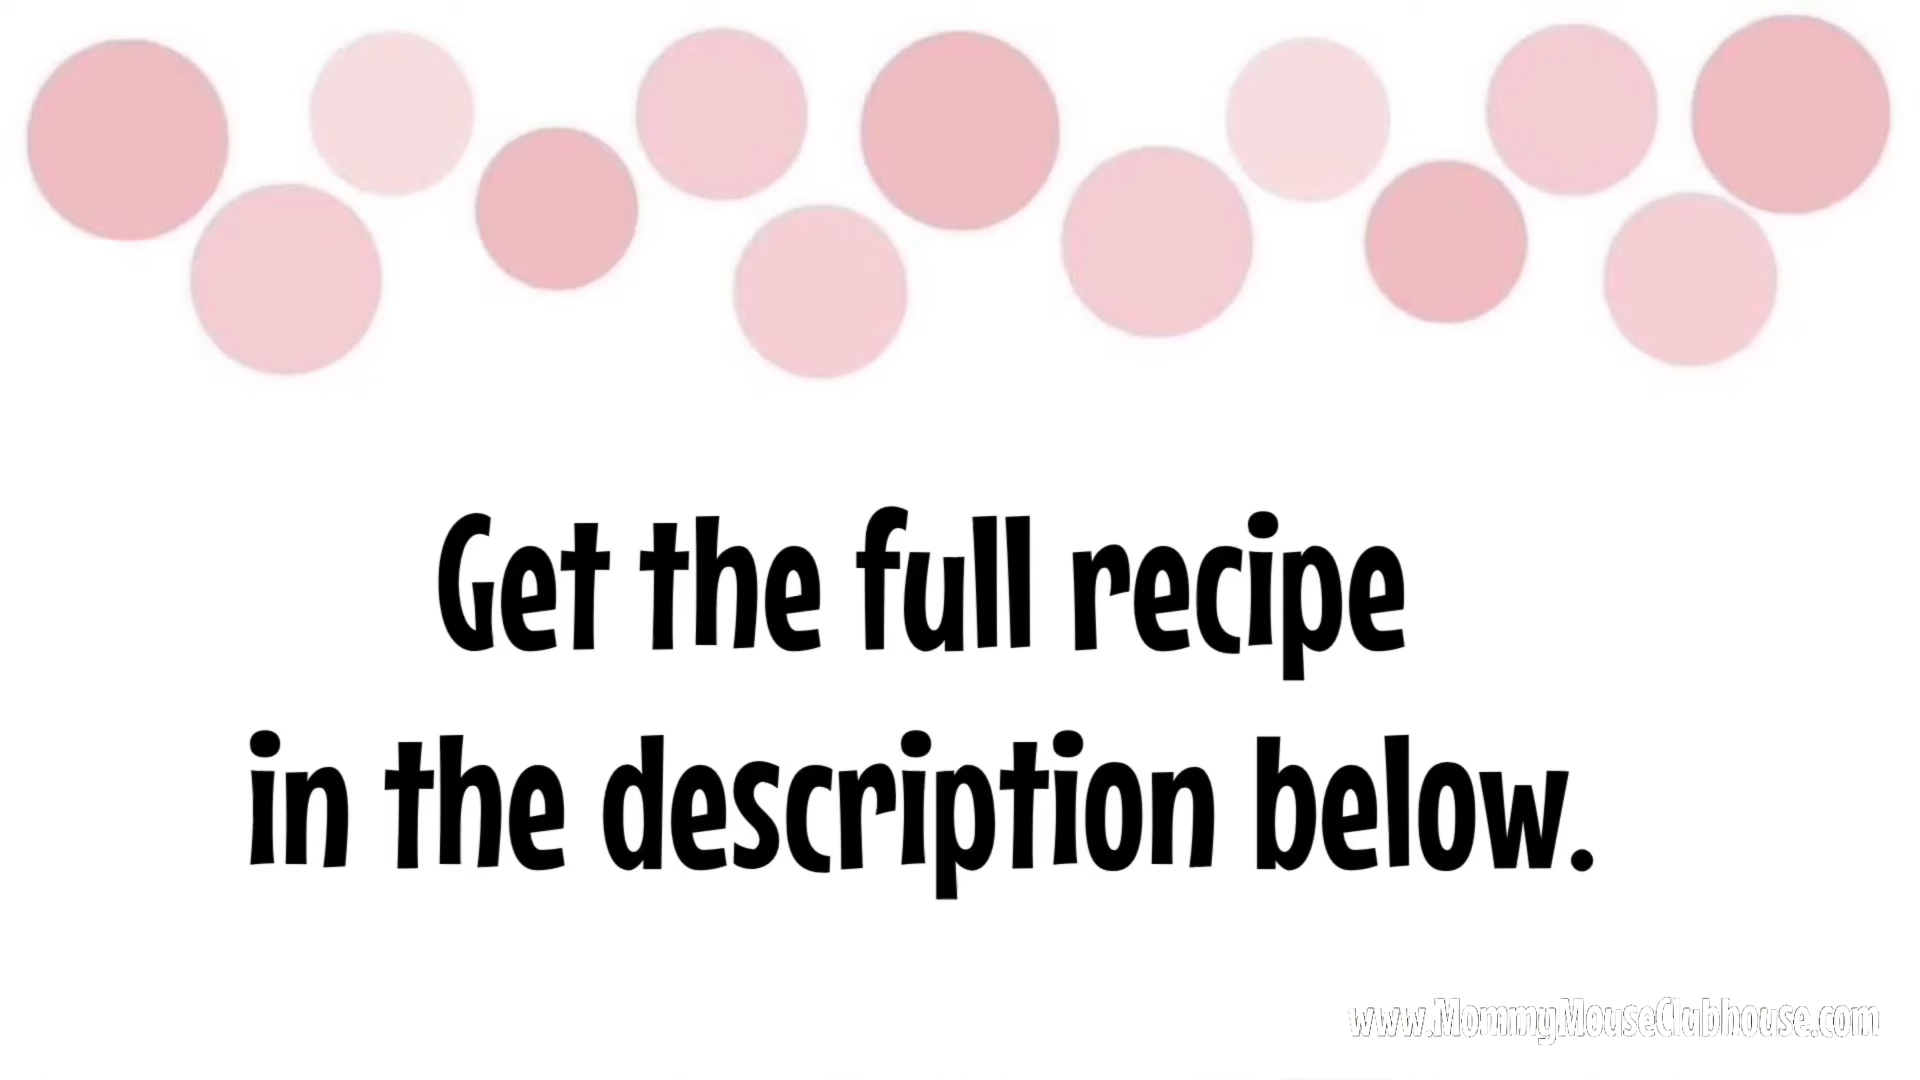 Get the full recipe
in the description below.
www.MommyMouseClubhouse.com